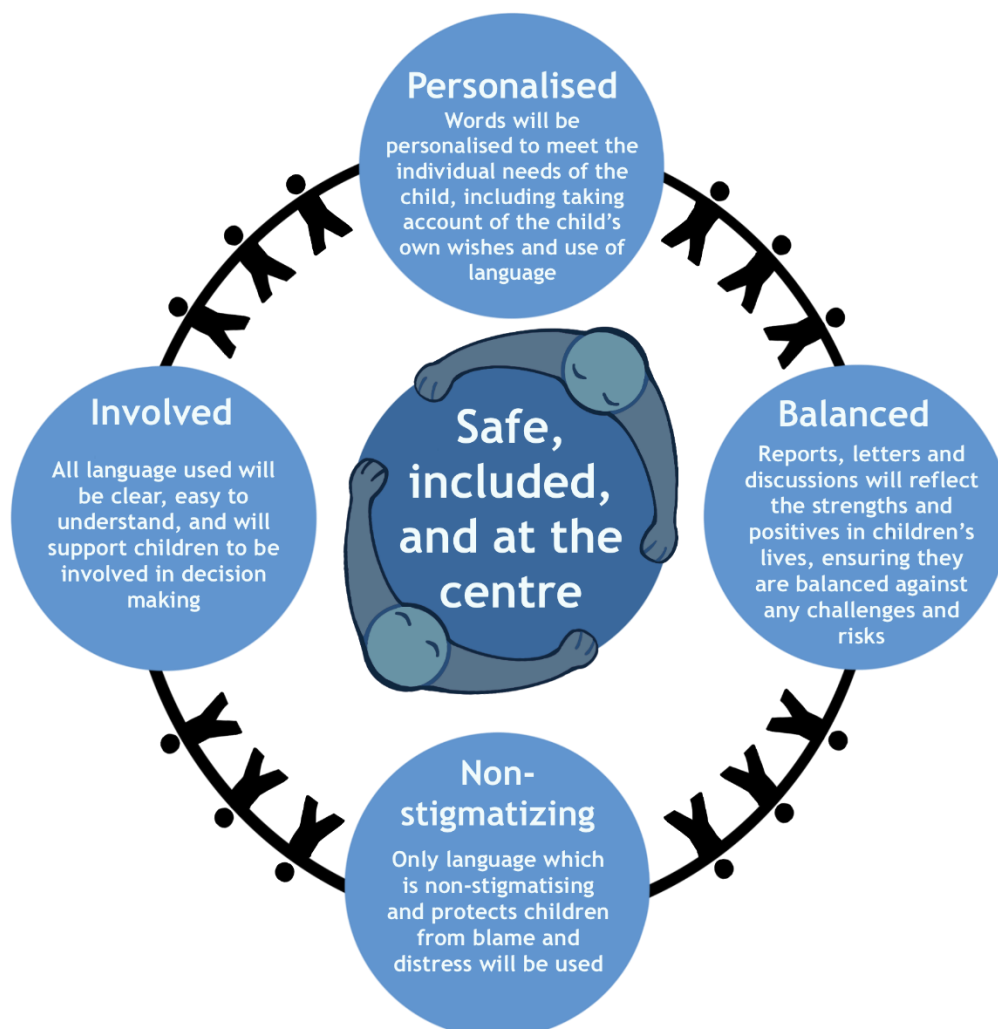 Personalised
Words will be
personalised to meet the
individual needs of the
child, including taking
account of the child's
own wishes and use of
language
Involved
All language used will
be clear, easy to
understand, and will
support children to be
involved in decision
making
Safe,
included,
and at the
centre
Balanced
Reports, letters and
discussions will reflect
the strengths and
positives in children's
lives, ensuring they
are balanced against
any challenges and
risks
Non-
stigmatizing
Only language which
is non-stigmatising
and protects children
from blame and
distress will be used